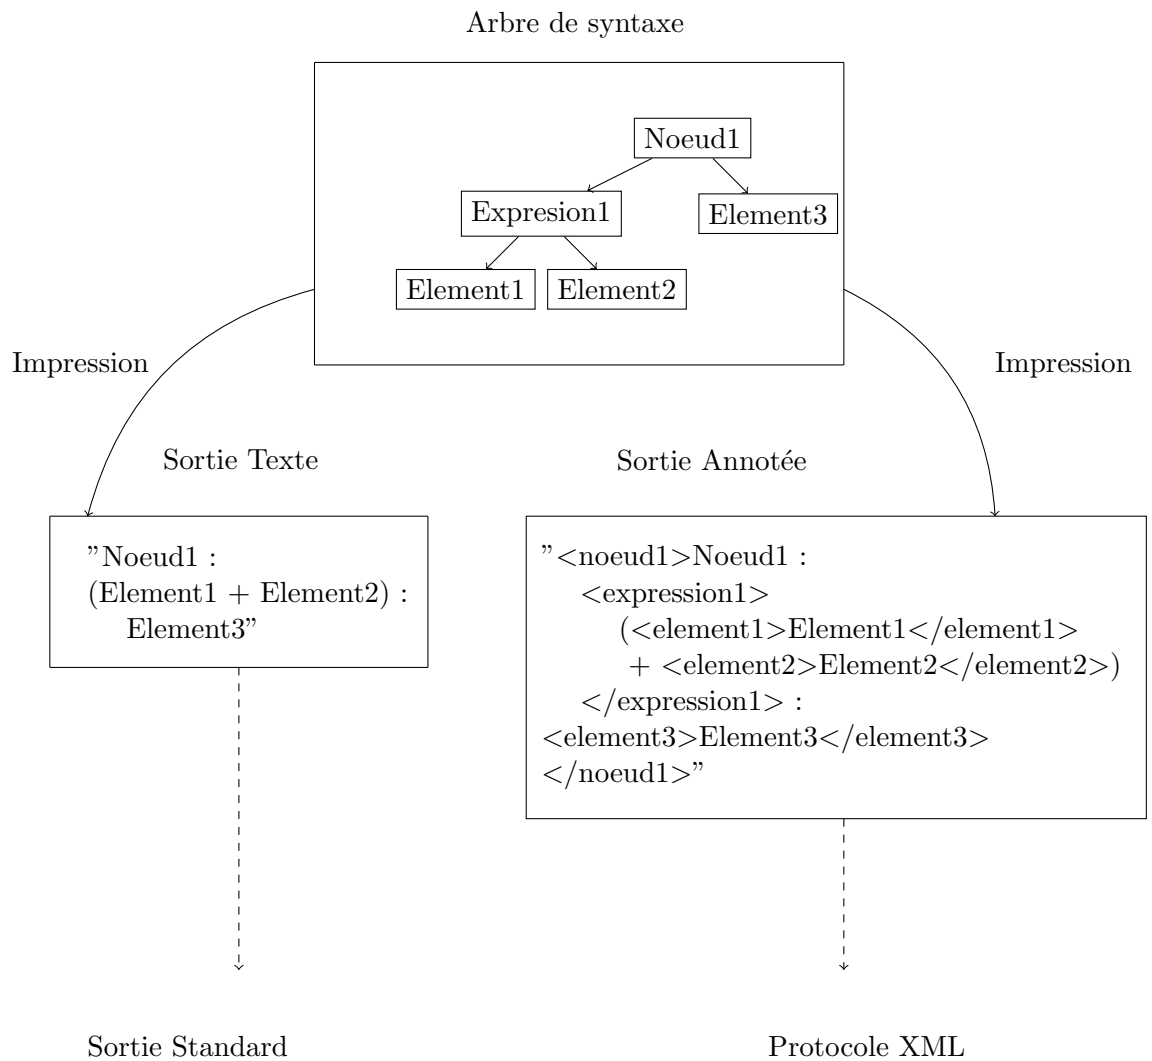 Arbre de syntaxe
Noeud1
Expresion1
Element3
Element1
Element2
Impression
Impression
Sortie Texte
Sortie Annotée
”Noeud1 :
(Element1 + Element2) :
Element3”
”<noeud1>Noeud1 :
<expression1>
(<element1>Element1</element1>
+ <element2>Element2</element2>)
</expression1> :
<element3>Element3</element3>
</noeud1>”
Sortie Standard
Protocole XML